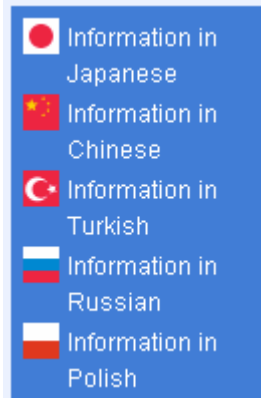 Information in
Japanese
Information in
Chinese
Information in
Turkish
Information in
Russian
Information in
Polish